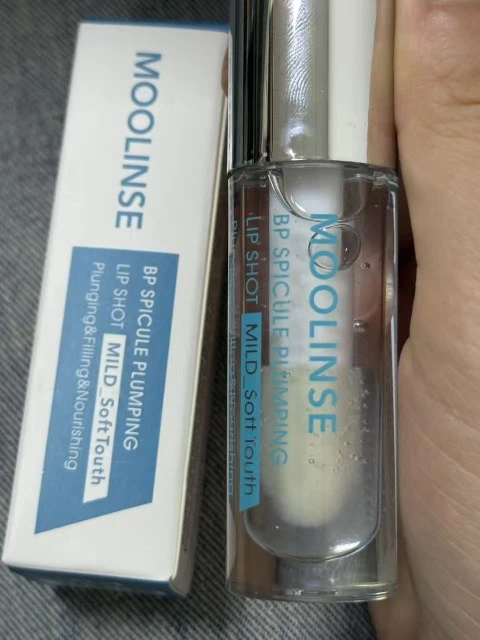 MOOLINSE
BP SPICULE PLUMPING
LIP SHOT MILD_Soft Touth
Plunging&Filling&Nourishing
MOOLINSE
BP SPICULE PLUMPING
LIP SHOT MILD_Soft Touth